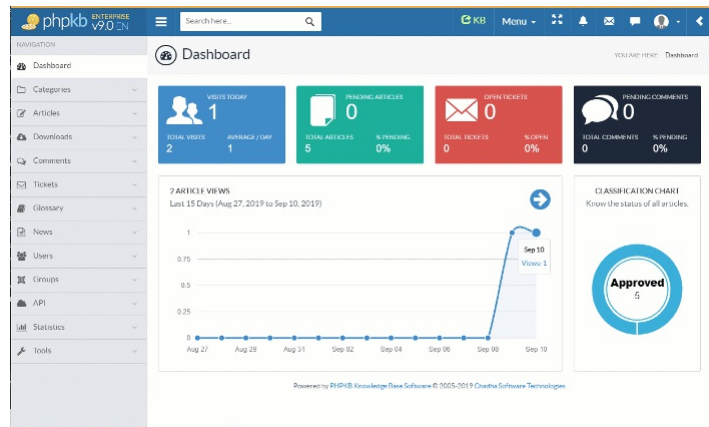 phpkb ENTERPRISE v9.0 EN
Search here..
KB
Menu
NAVIGATION
Dashboard
Categories
Articles
Downloads
Comments
Tickets
Glossary
News
Users
Groups
API
Statistics
Tools
Dashboard
YOU ARE HERE: Dashboard
VISITS TODAY
1
TOTAL VISITS AVERAGE / DAY
2 1
PENDING ARTICLES
0
TOTAL ARTICLES % PENDING
5 0%
OPEN TICKETS
0
TOTAL TICKETS % OPEN
0 0%
PENDING COMMENTS
0
TOTAL COMMENTS % PENDING
0 0%
2 ARTICLE VIEWS
Last 15 Days (Aug 27, 2019 to Sep 10, 2019)
1
0.75
0.5
0.25
0
Aug 27 Aug 29 Aug 31 Sep 02 Sep 04 Sep 06 Sep 08 Sep 10
Sep 10
Views 1
CLASSIFICATION CHART
Know the status of all articles.
Approved
5
Powered by PHPKB Knowledge Base Software © 2005-2019 Chadha Software Technologies